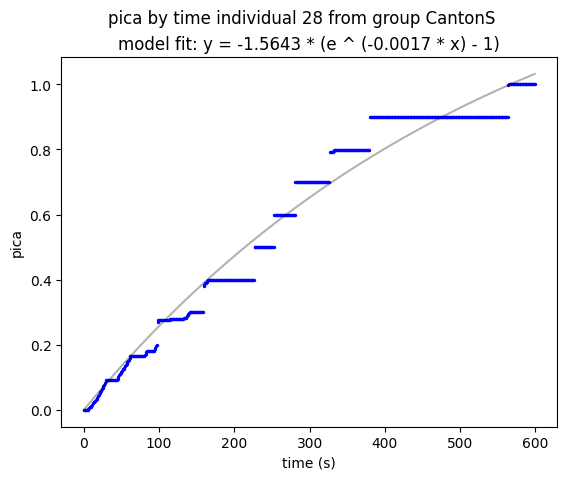 pica by time individual 28 from group CantonS
model fit: y = -1.5643 * (e ^ (-0.0017 * x) - 1)
1.0
0.8
0.6
0.4
0.2
0.0
pica
0 100 200 300 400 500 600
time (s)